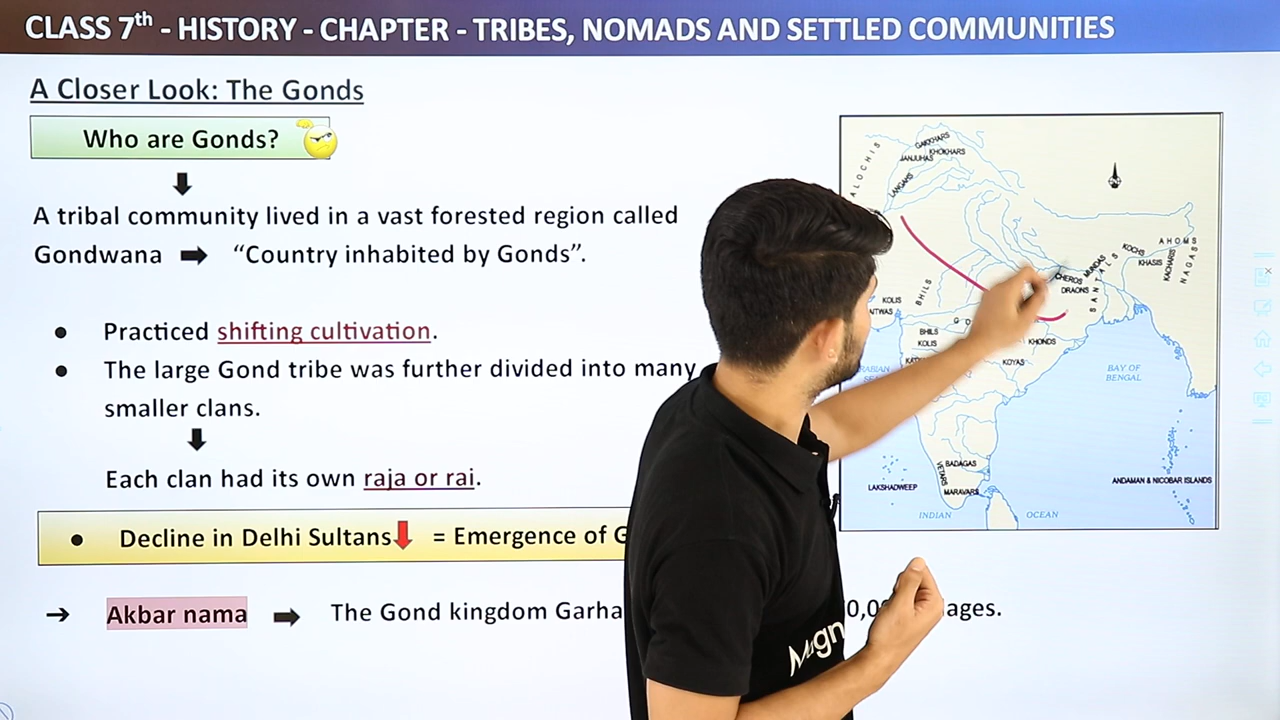 CLASS 7th - HISTORY - CHAPTER - TRIBES, NOMADS AND SETTLED COMMUNITIES
A Closer Look: The Gonds
Who are Gonds?
A tribal community lived in a vast forested region called
Gondwana ➡ “Country inhabited by Gonds”.
● Practiced shifting cultivation.
● The large Gond tribe was further divided into many
smaller clans.
Each clan had its own raja or rai.
● Decline in Delhi Sultans = Emergence of
→ Akbar nama ➡ The Gond kingdom Garha
GAKKHARS
KHOKHARS
JANJUHAS
LANGAHS
ALOCHIS
AHOMS
KOCHS
KHASIS
KACHARIS
NAGAS
MUNDAS
CHEROS
DRAONS
SANTALS
BHILS
KOLIS
BHILS
KOLIS
KHONDS
KOYAS
BAY OF
BENGAL
BADAGAS
VETARS
MARAVARS
LAKSHADWEEP
ANDAMAN & NICOBAR ISLANDS
INDIAN OCEAN